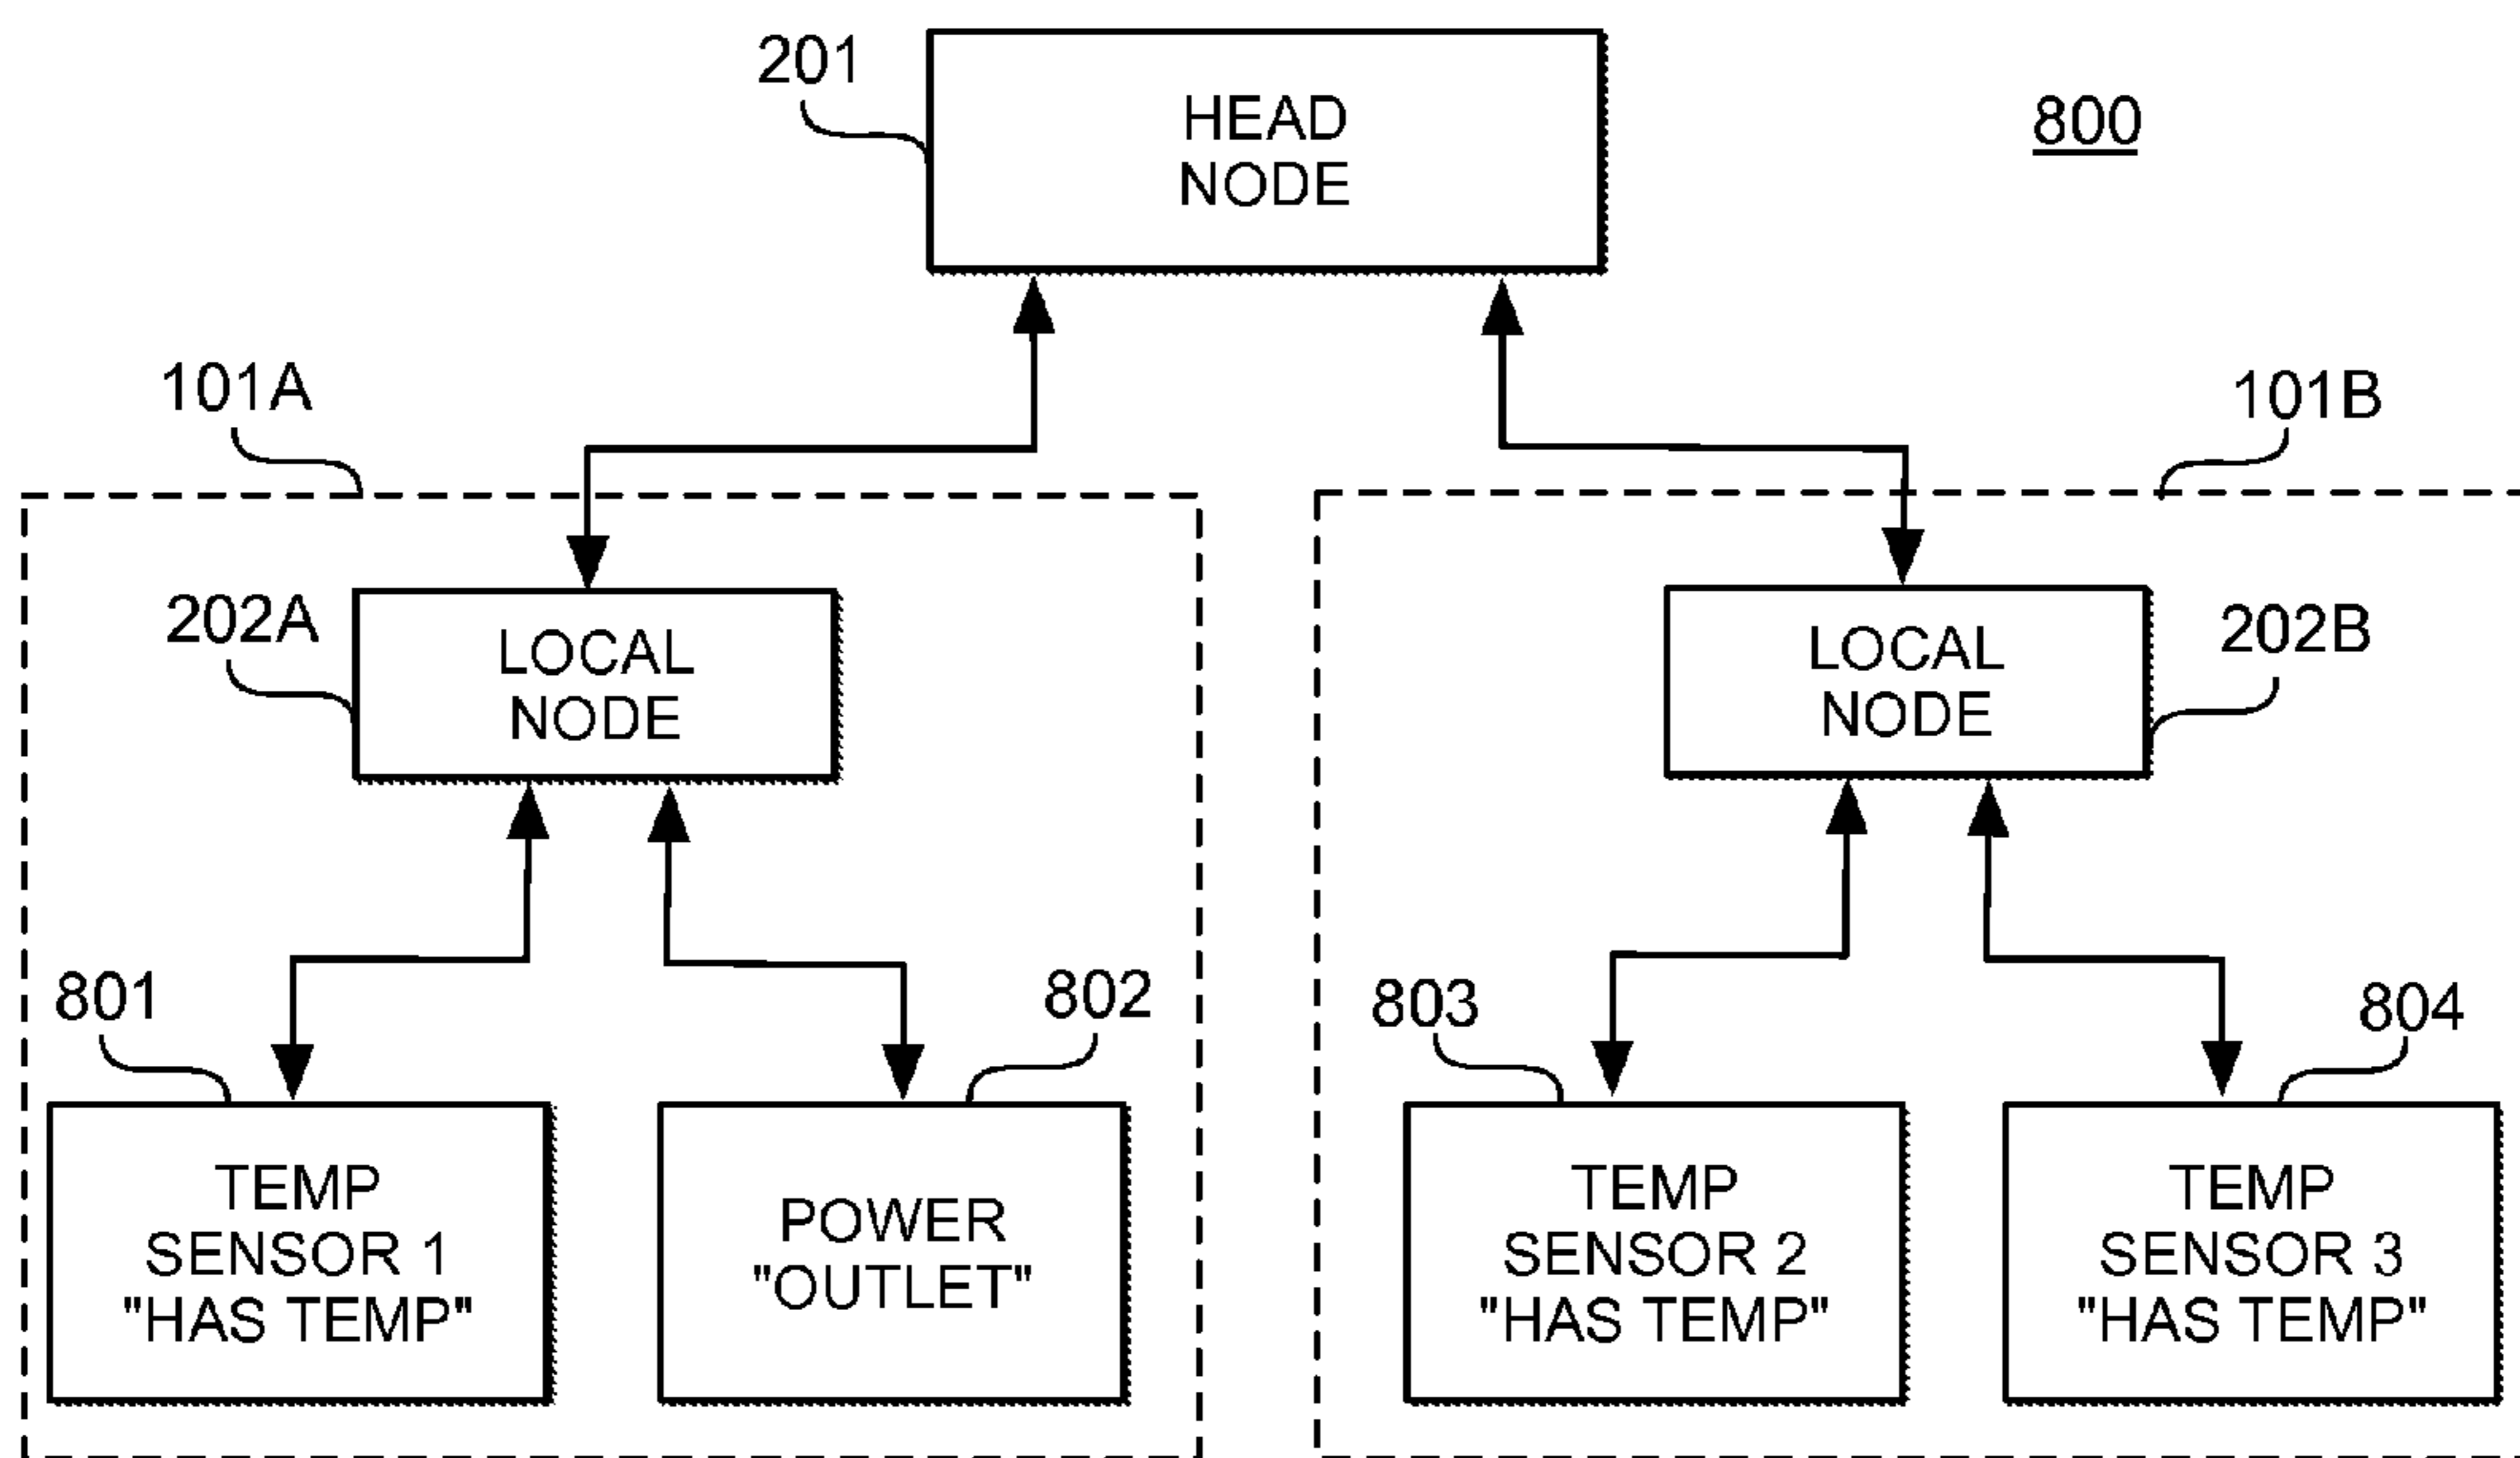 201
HEAD
NODE
800
101A
101B
202A
LOCAL
NODE
LOCAL
NODE
202B
801
802
803
804
TEMP
SENSOR 1
"HAS TEMP"
POWER
"OUTLET"
TEMP
SENSOR 2
"HAS TEMP"
TEMP
SENSOR 3
"HAS TEMP"